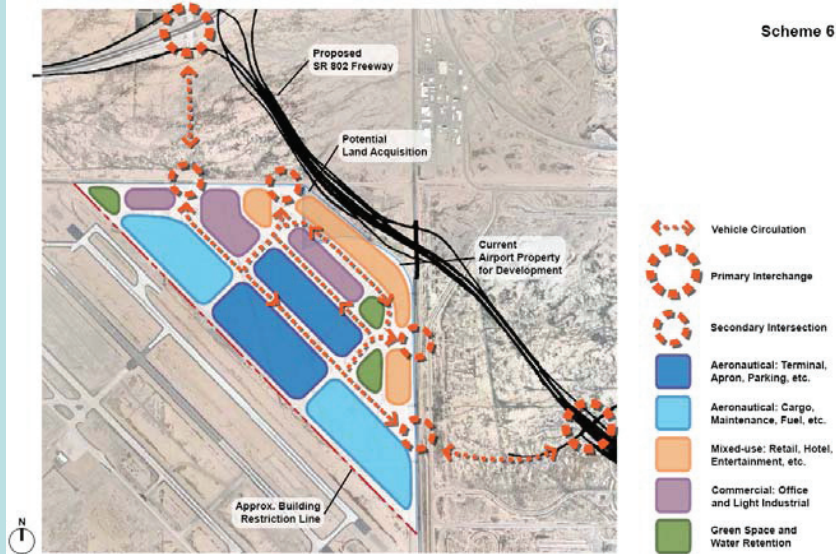 Scheme 6
Proposed
SR 802 Freeway
Potential
Land Acquisition
Current
Airport Property
for Development
Approx. Building
Restriction Line
N
Vehicle Circulation
Primary Interchange
Secondary Intersection
Aeronautical: Terminal,
Apron, Parking, etc.
Aeronautical: Cargo,
Maintenance, Fuel, etc.
Mixed-use: Retail, Hotel,
Entertainment, etc.
Commercial: Office
and Light Industrial
Green Space and
Water Retention